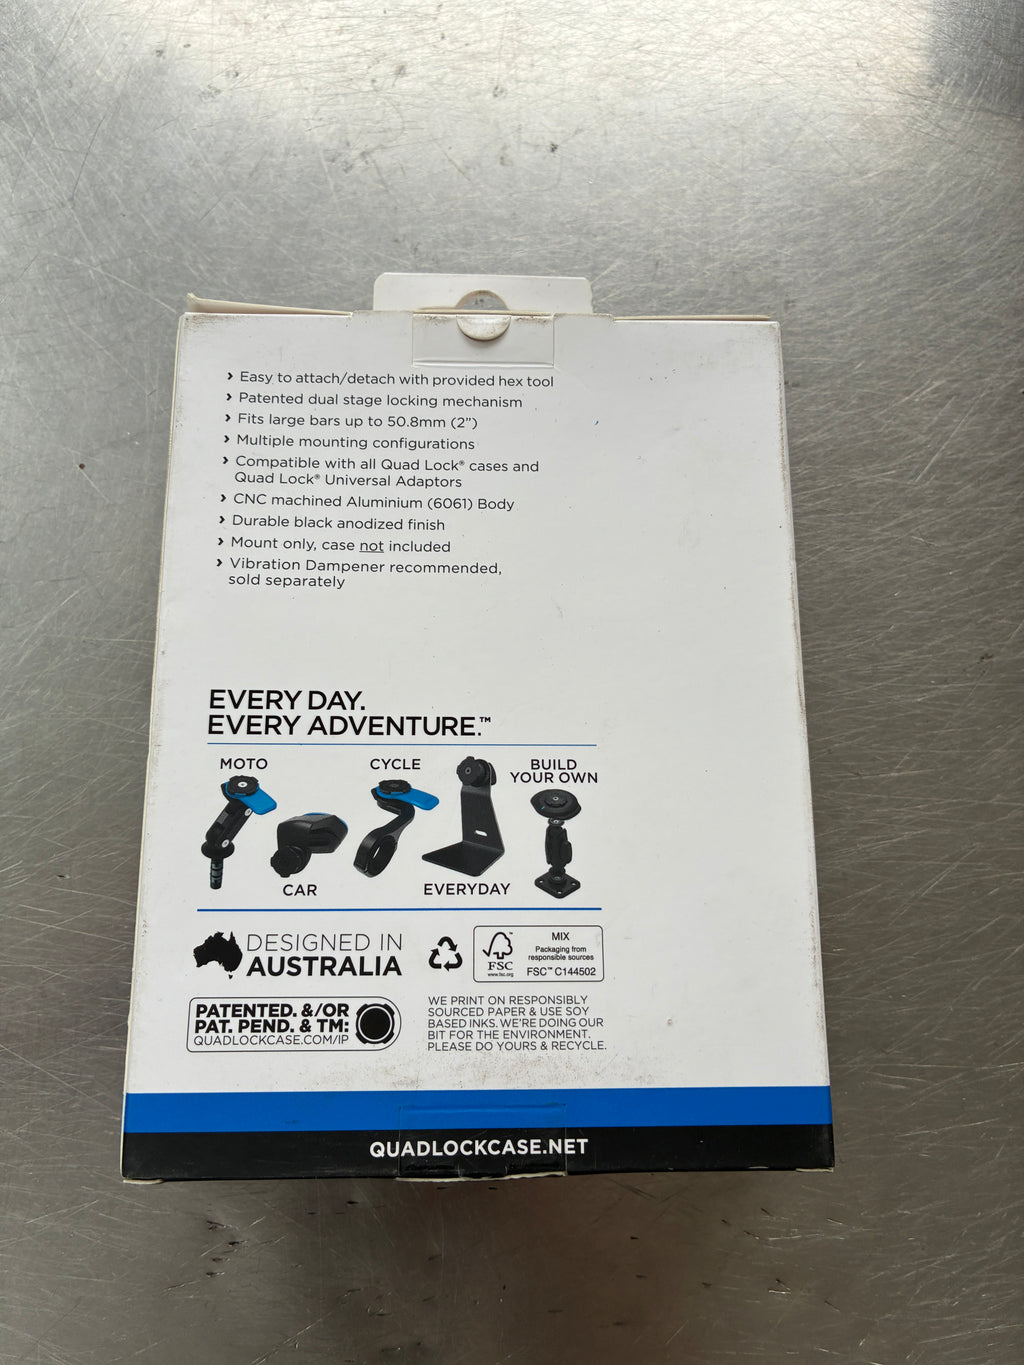 › Easy to attach/detach with provided hex tool
› Patented dual stage locking mechanism
› Fits large bars up to 50.8mm (2”)
› Multiple mounting configurations
› Compatible with all Quad Lock® cases and
Quad Lock® Universal Adaptors
› CNC machined Aluminium (6061) Body
› Durable black anodized finish
› Mount only, case not included
› Vibration Dampener recommended,
sold separately
EVERY DAY.
EVERY ADVENTURE.™
MOTO
CAR
CYCLE
EVERYDAY
BUILD
YOUR OWN
DESIGNED IN
AUSTRALIA
FSC
www.fsc.org
MIX
Packaging from
responsible sources
FSC™ C144502
PATENTED. &/OR
PAT. PEND. & TM:
QUADLOCKCASE.COM/IP
WE PRINT ON RESPONSIBLY
SOURCED PAPER & USE SOY
BASED INKS. WE'RE DOING OUR
BIT FOR THE ENVIRONMENT.
PLEASE DO YOURS & RECYCLE.
QUADLOCKCASE.NET